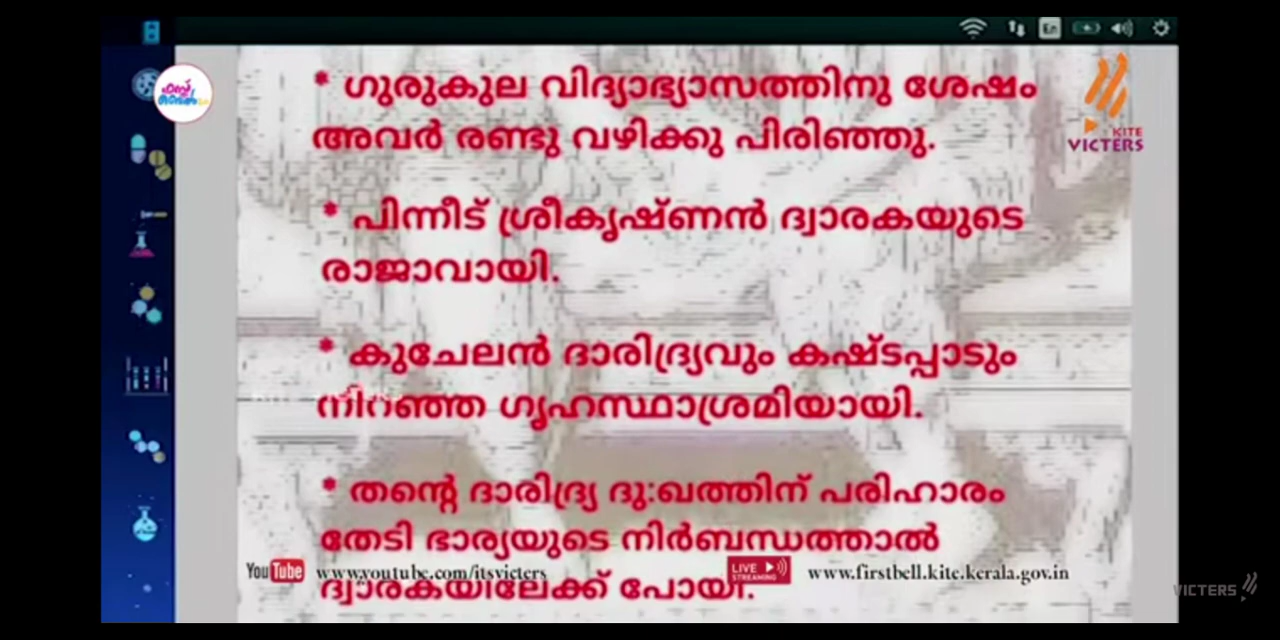 En
* ഗുരുകുല വിദ്യാഭ്യാസത്തിനു ശേഷം
അവർ രണ്ടു വഴിക്കു പിരിഞ്ഞു.
KITE
VICTERS
* പിന്നീട് ശ്രീകൃഷ്ണൻ ദ്വാരകയുടെ
രാജാവായി.
* കുചേലൻ ദാരിദ്ര്യവും കഷ്ടപ്പാടും
നിറഞ്ഞ ഗൃഹസ്ഥാശ്രമിയായി.
* തന്റെ ദാരിദ്ര്യ ദു:ഖത്തിന് പരിഹാരം
തേടി ഭാര്യയുടെ നിർബന്ധത്താൽ
ദ്വാരകയിലേക്ക് പോയി.
YouTube www.youtube.com/itsvicters LIVE STREAMING www.firstbell.kite.kerala.gov.in
VICTERS